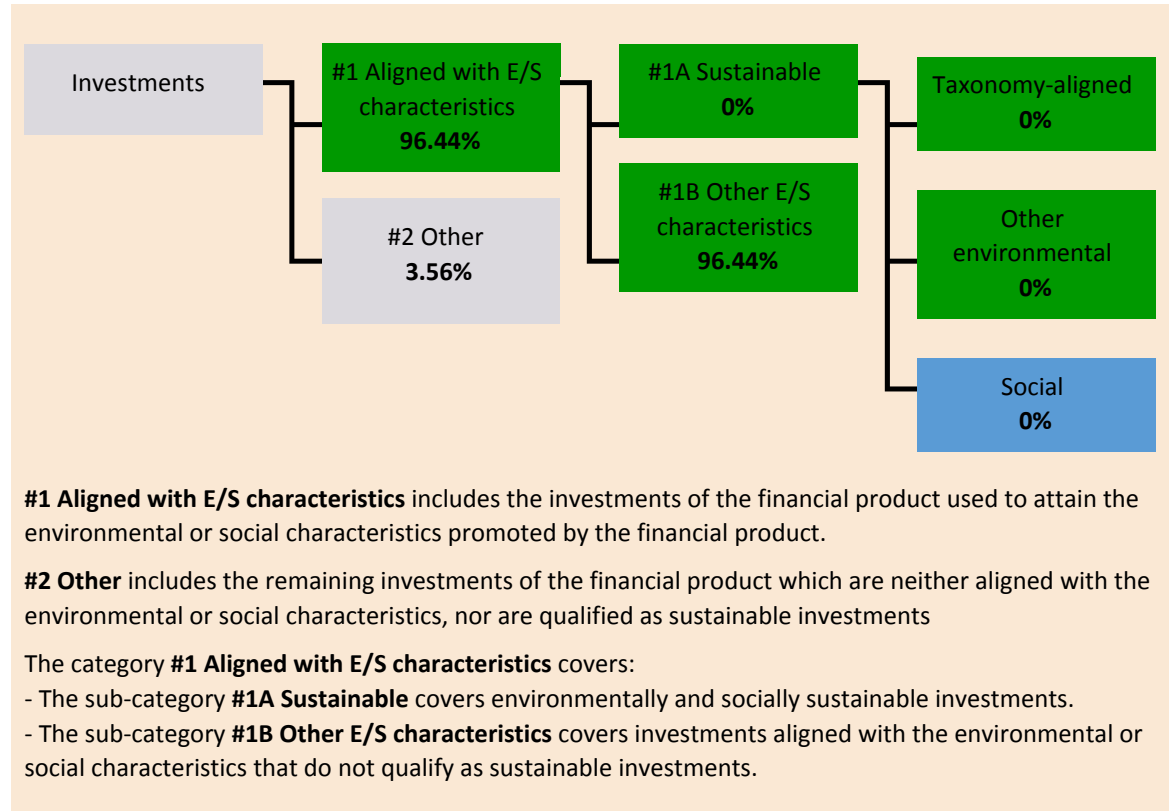 Investments
#1 Aligned with E/S
characteristics
96.44%
#2 Other
3.56%
#1A Sustainable
0%
#1B Other E/S
characteristics
96.44%
Taxonomy-aligned
0%
Other
environmental
0%
Social
0%
#1 Aligned with E/S characteristics includes the investments of the financial product used to attain the
environmental or social characteristics promoted by the financial product.
#2 Other includes the remaining investments of the financial product which are neither aligned with the
environmental or social characteristics, nor are qualified as sustainable investments
The category #1 Aligned with E/S characteristics covers:
- The sub-category #1A Sustainable covers environmentally and socially sustainable investments.
- The sub-category #1B Other E/S characteristics covers investments aligned with the environmental or
social characteristics that do not qualify as sustainable investments.